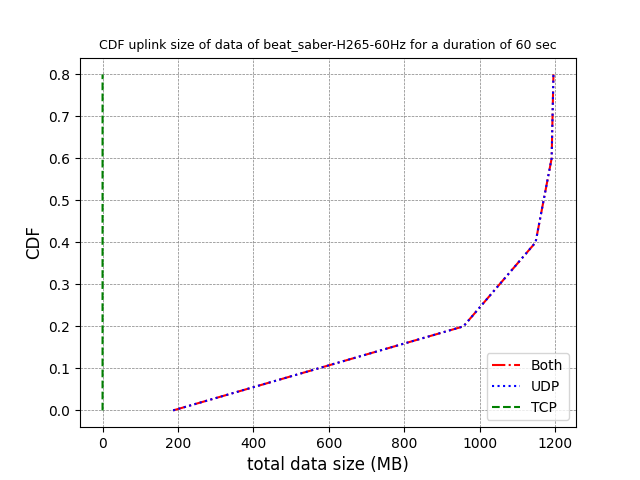 CDF uplink size of data of beat_saber-H265-60Hz for a duration of 60 sec
CDF
0.8
0.7
0.6
0.5
0.4
0.3
0.2
0.1
0.0
Both
UDP
TCP
0 200 400 600 800 1000 1200
total data size (MB)